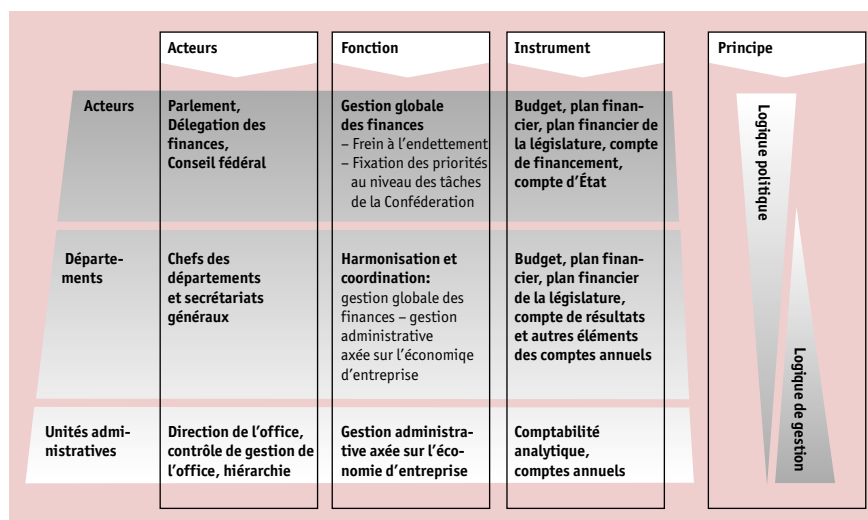 Acteurs
Fonction
Instrument
Principe
Acteurs
Parlement,
Délégation des
finances,
Conseil fédéral
Gestion globale
des finances
– Frein à l'endettement
– Fixation des priorités
au niveau des tâches
de la Conféderation
Budget, plan finan-
cier, plan financier de
la législature, compte
de financement,
compte d'État
Départe-
ments
Chefs des
départements
et secrétariats
généraux
Harmonisation et
coordination:
gestion globale des
finances – gestion
administrative
axée sur l'économiqe
d'entreprise
Budget, plan finan-
cier, plan financier
de la législature,
compte de résultats
et autres éléments
des comptes annuels
Unités admi-
nistratives
Direction de l'office,
contrôle de gestion de
l'office, hiérarchie
Gestion administra-
tive axée sur l'éco-
nomie d'entreprise
Comptabilité
analytique,
comptes annuels
Logique politique
Logique de gestion